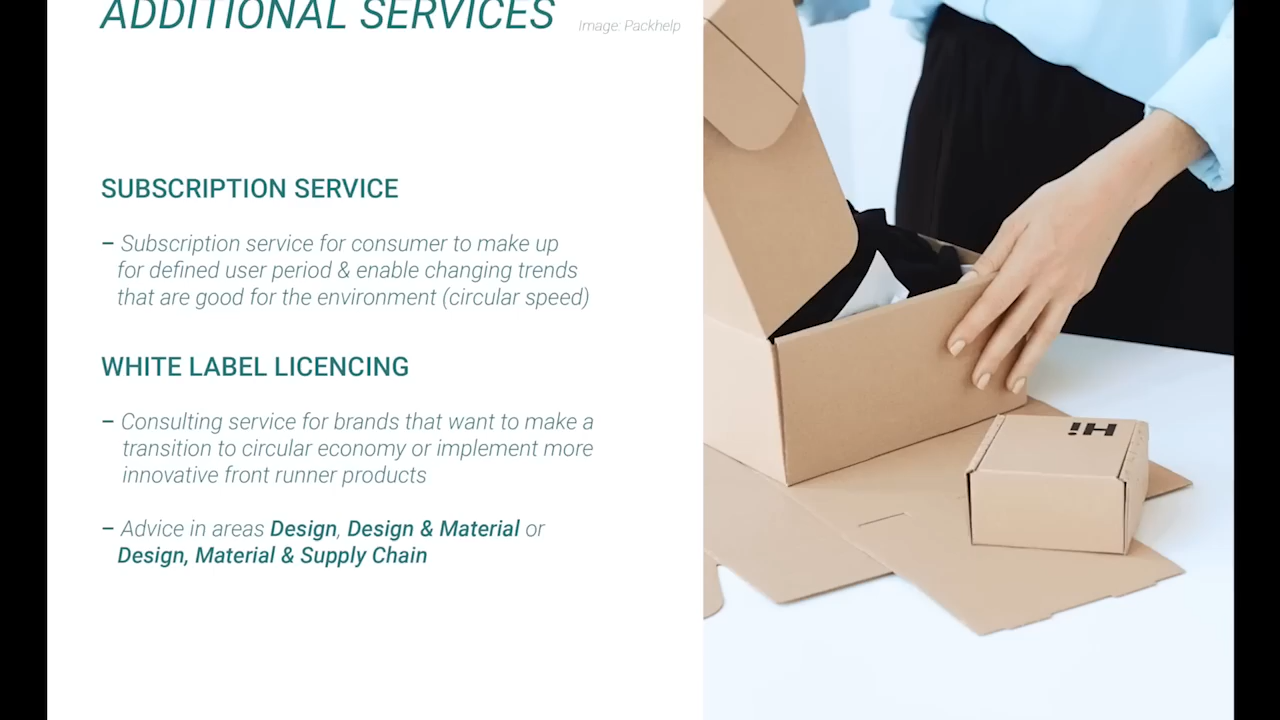 ADDITIONAL SERVICES Image: Packhelp
SUBSCRIPTION SERVICE
– Subscription service for consumer to make up
for defined user period & enable changing trends
that are good for the environment (circular speed)
WHITE LABEL LICENCING
– Consulting service for brands that want to make a
transition to circular economy or implement more
innovative front runner products
– Advice in areas Design, Design & Material or
Design, Material & Supply Chain
Hi!